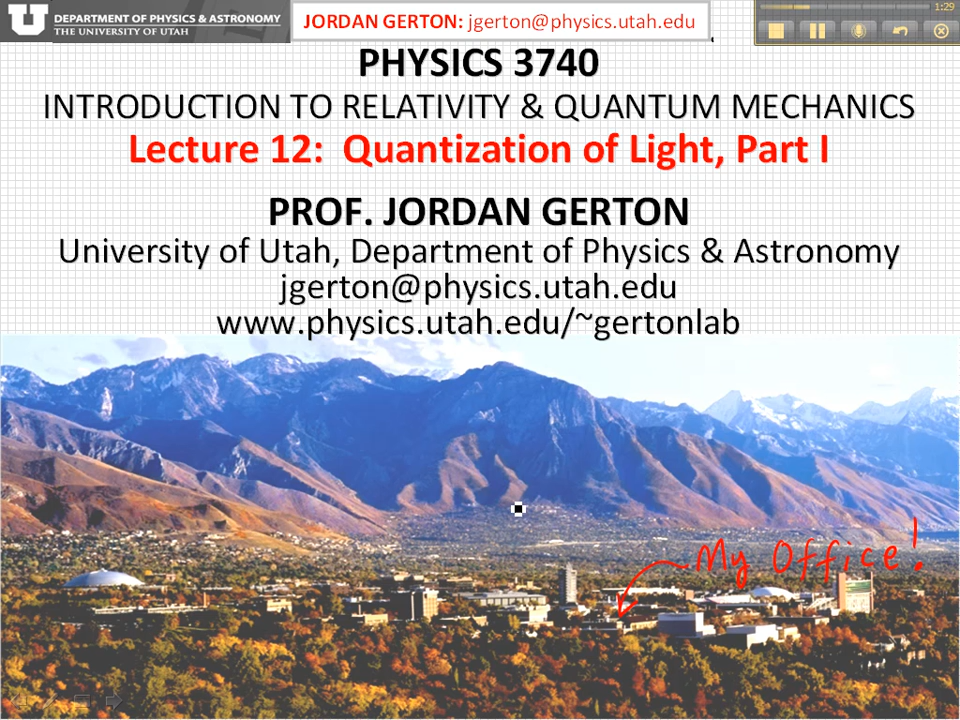 U DEPARTMENT OF PHYSICS & ASTRONOMY
THE UNIVERSITY OF UTAH
JORDAN GERTON: jgerton@physics.utah.edu
1:29
PHYSICS 3740
INTRODUCTION TO RELATIVITY & QUANTUM MECHANICS
Lecture 12: Quantization of Light, Part I
PROF. JORDAN GERTON
University of Utah, Department of Physics & Astronomy
jgerton@physics.utah.edu
www.physics.utah.edu/~gertonlab
My Office!